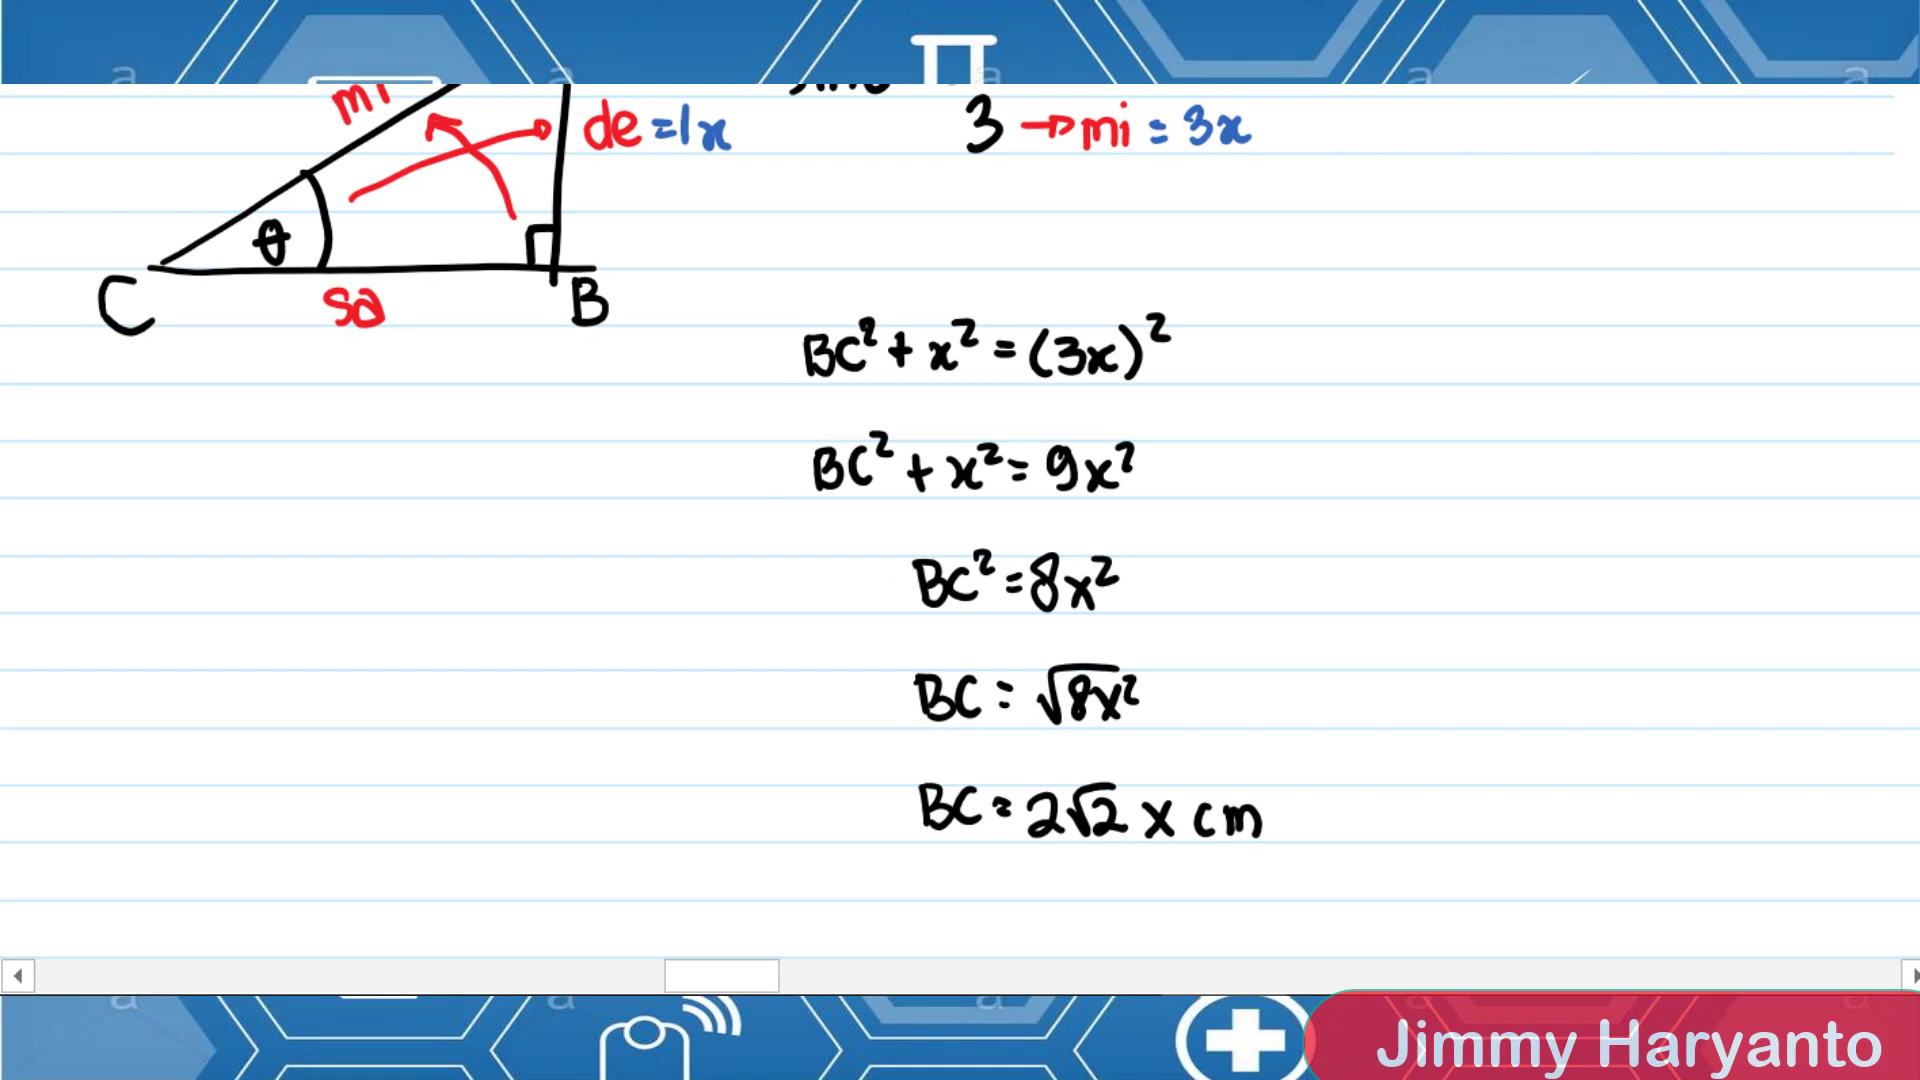 mi
de = 1x
3 → mi = 3x
θ
C
sa
B
BC² + x² = (3x)²
BC² + x² = 9x²
BC² = 8x²
BC = √8x²
BC = 2√2 x cm
Jimmy Haryanto